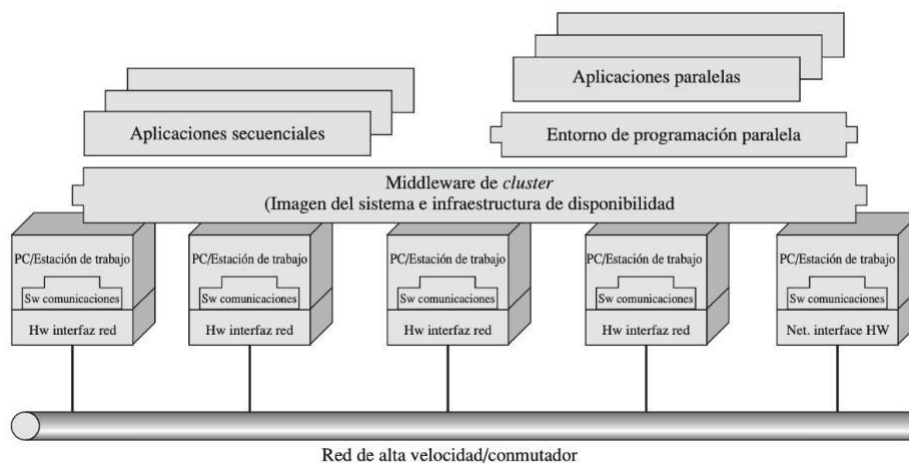 Aplicaciones paralelas
Aplicaciones secuenciales
Entorno de programación paralela
Middleware de cluster
(Imagen del sistema e infraestructura de disponibilidad
PC/Estación de trabajo
Sw comunicaciones
Hw interfaz red
PC/Estación de trabajo
Sw comunicaciones
Hw interfaz red
PC/Estación de trabajo
Sw comunicaciones
Hw interfaz red
PC/Estación de trabajo
Sw comunicaciones
Hw interfaz red
PC/Estación de trabajo
Sw comunicaciones
Net. interface HW
Red de alta velocidad/conmutador